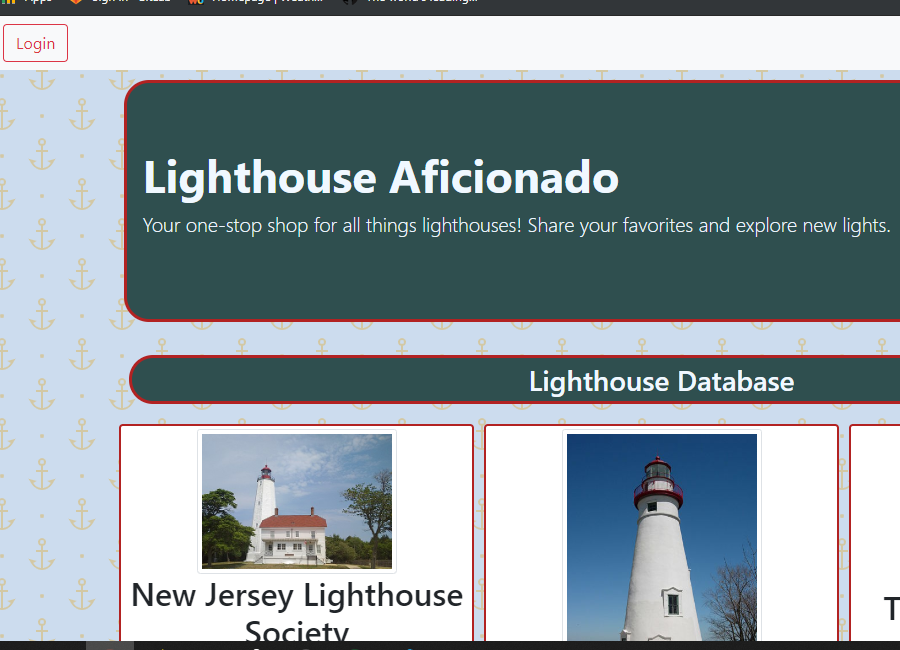 Login
Lighthouse Aficionado
Your one-stop shop for all things lighthouses! Share your favorites and explore new lights.
Lighthouse Database
New Jersey Lighthouse
Society